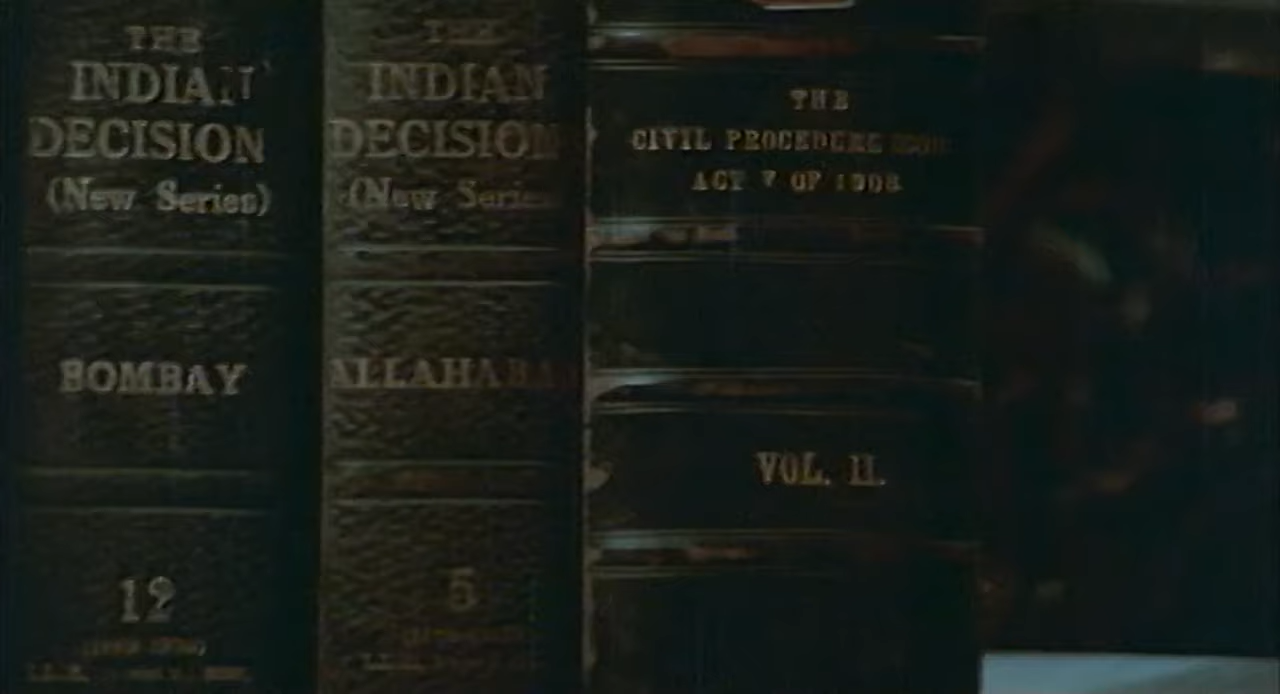 THE
INDIAN
DECISION
(New Series)
BOMBAY
12
THE
INDIAN
DECISION
(New Serie
ALLAHABA
5
THE
CIVIL PROCEDURE
ACT V OF 1908
VOL. II.